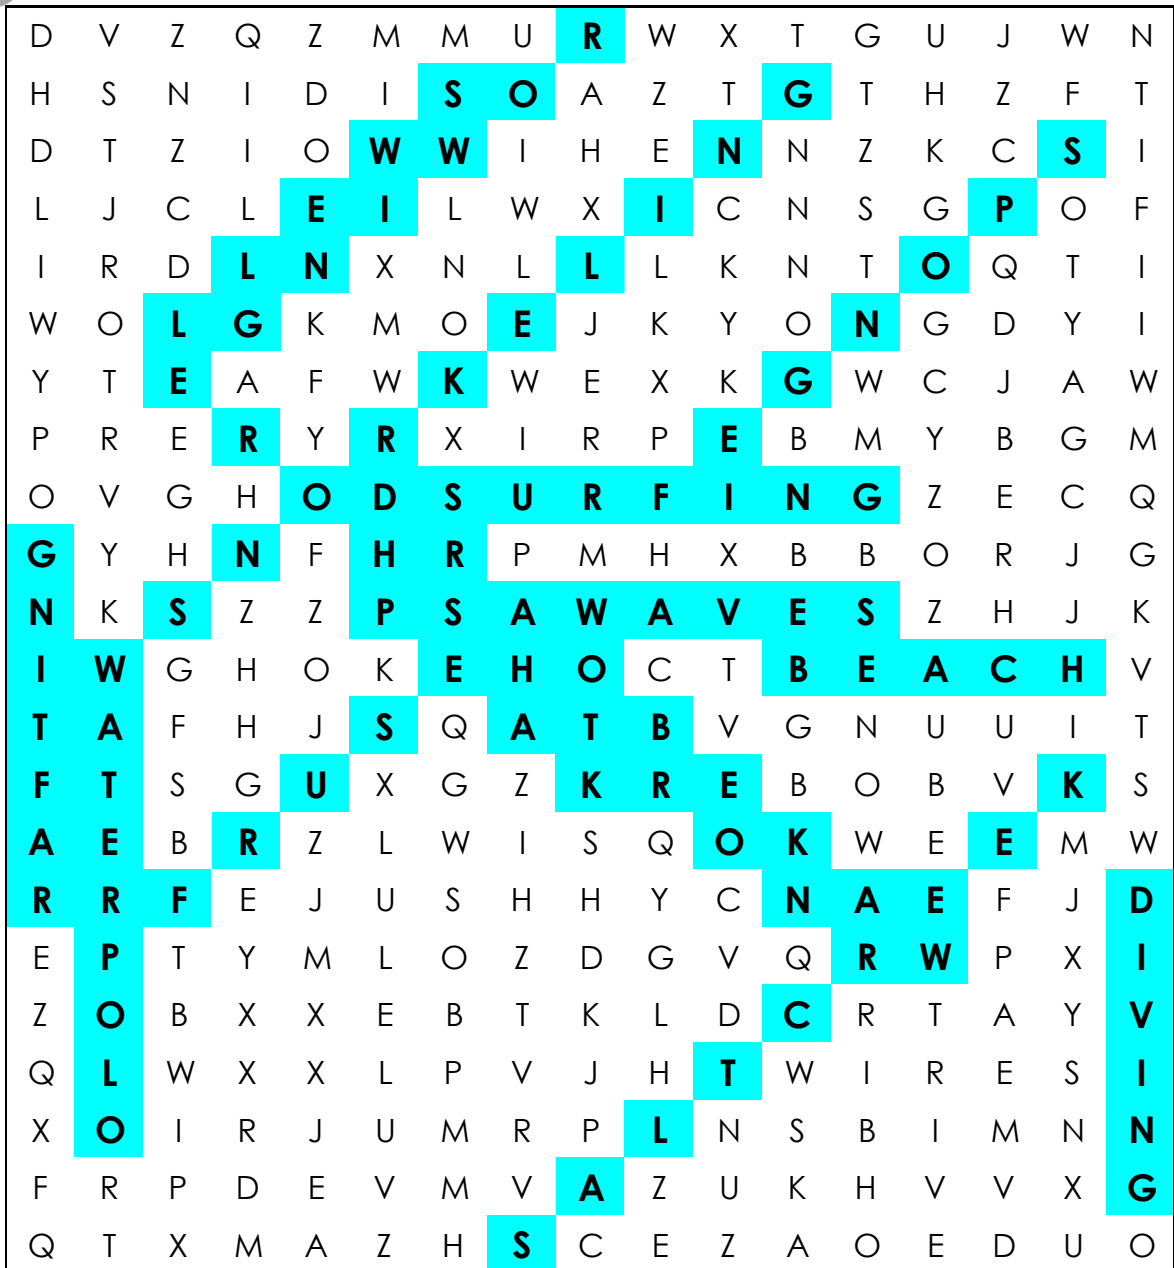 D V Z Q Z M M U R W X T G U J W N
H S N I D I S O A Z T G T H Z F T
D T Z I O W W I H E N N Z K C S I
L J C L E I L W X I C N S G P O F
I R D L N X N L L L K N T O Q T I
W O L G K M O E J K Y O N G D Y I
Y T E A F W K W E X K G W C J A W
P R E R Y R X I R P E B M Y B G M
O V G H O D S U R F I N G Z E C Q
G Y H N F H R P M H X B B O R J G
N K S Z Z P S A W A V E S Z H J K
I W G H O K E H O C T B E A C H V
T A F H J S Q A T B V G N U U I T
F T S G U X G Z K R E B O B V K S
A E B R Z L W I S Q O K W E E M W
R R F E J U S H H Y C N A E F J D
E P T Y M L O Z D G V Q R W P X I
Z O B X X E B T K L D C R T A Y V
Q L W X X L P V J H T W I R E S I
X O I R J U M R P L N S B I M N N
F R P D E V M V A Z U K H V V X G
Q T X M A Z H S C E Z A O E D U O